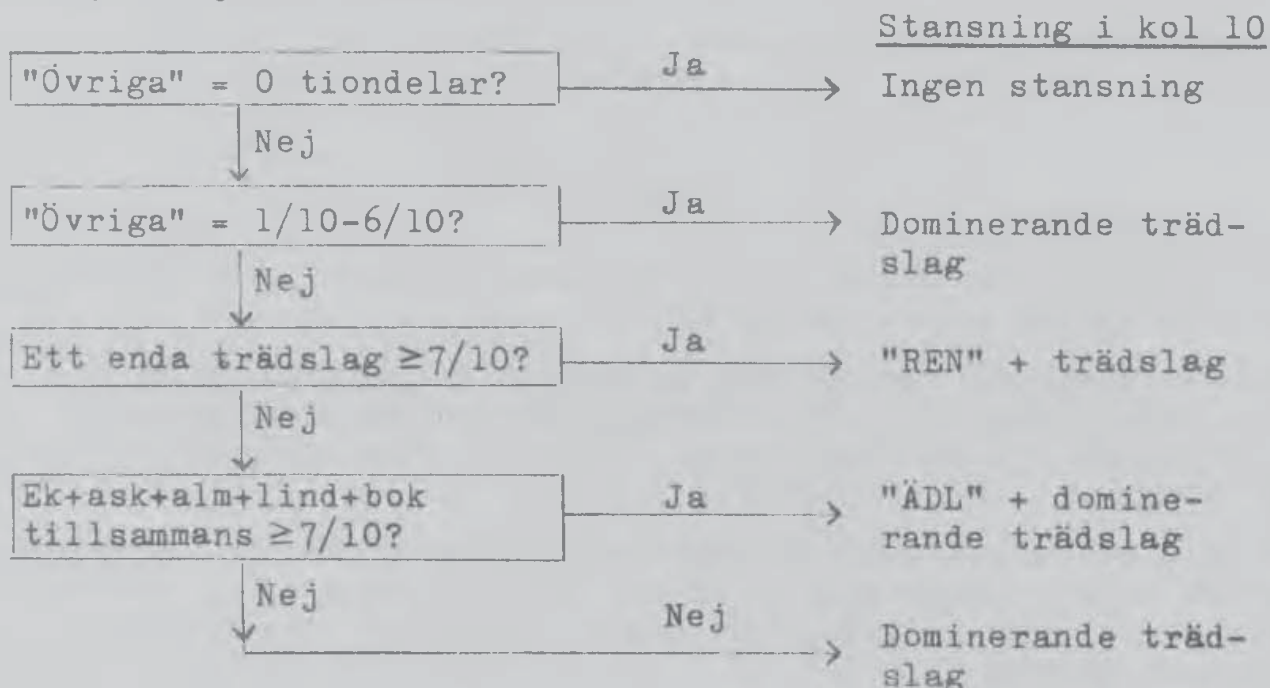 Stansning i kol 10
"Övriga" = 0 tiondelar?
Ja
Ingen stansning
Nej
"Övriga" = 1/10-6/10?
Ja
Dominerande träd-
slag
Nej
Ett enda trädslag ≥7/10?
Ja
"REN" + trädslag
Nej
Ek+ask+alm+lind+bok
tillsammans ≥7/10?
Ja
"ÄDL" + domine-
rande trädslag
Nej
Nej
Dominerande träd-
slag